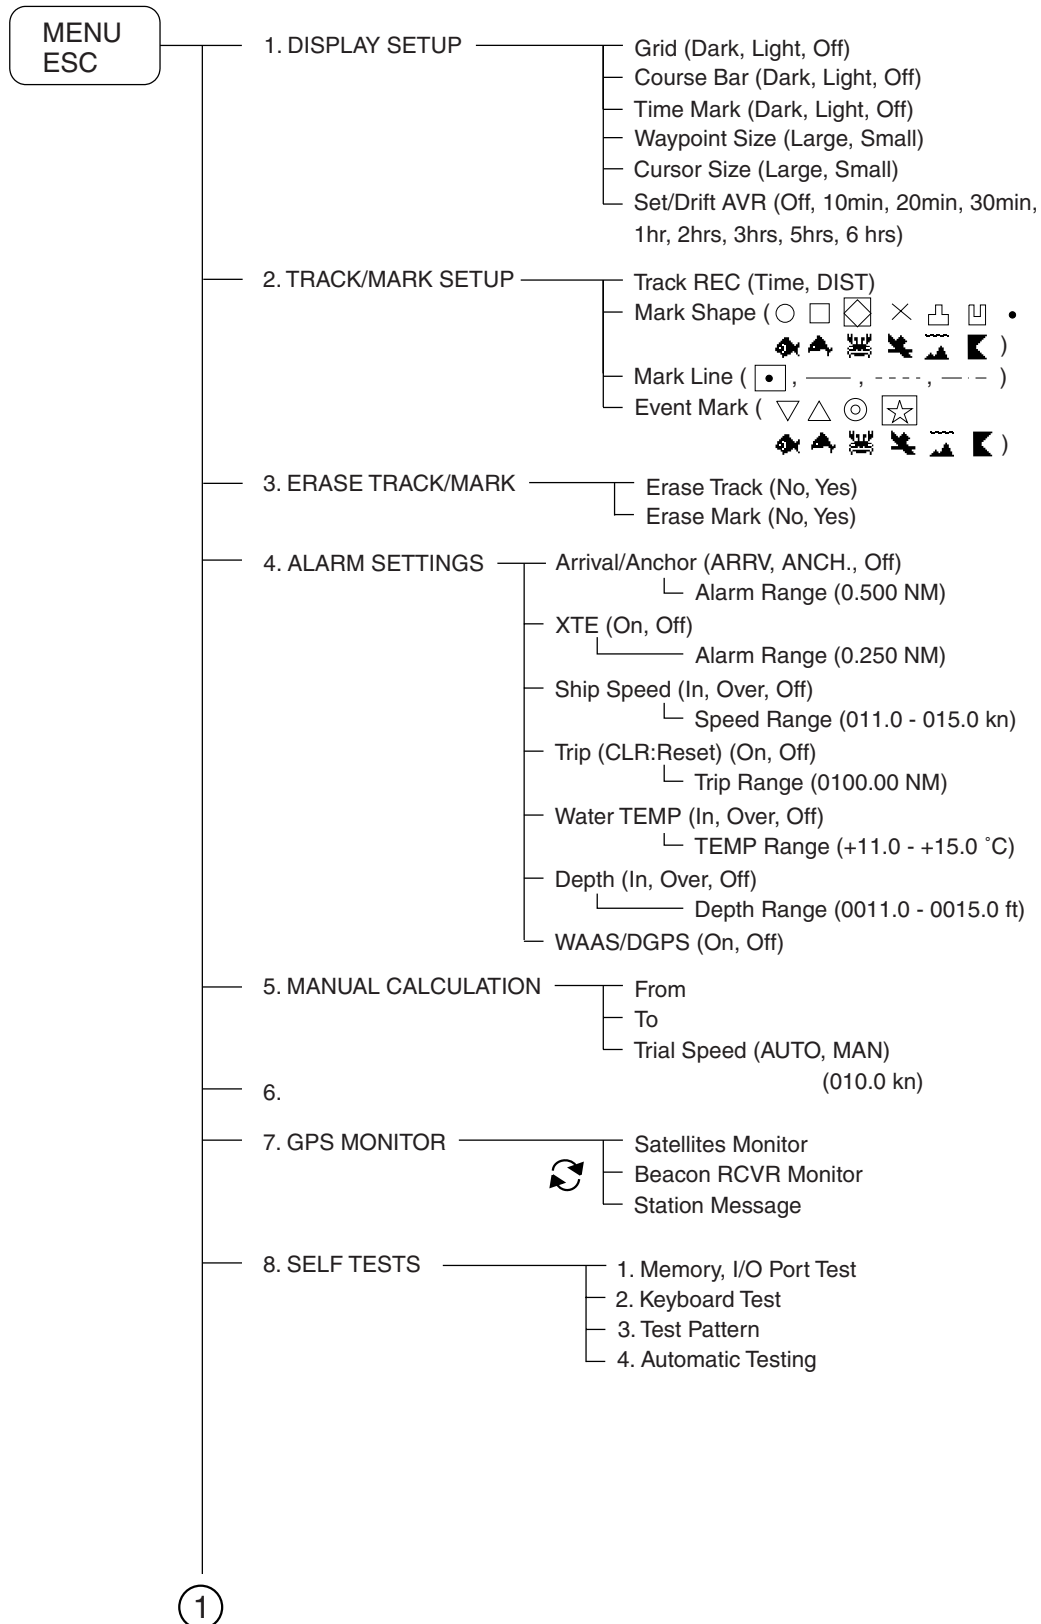 MENU
ESC
1. DISPLAY SETUP
Grid (Dark, Light, Off)
Course Bar (Dark, Light, Off)
Time Mark (Dark, Light, Off)
Waypoint Size (Large, Small)
Cursor Size (Large, Small)
Set/Drift AVR (Off, 10min, 20min, 30min,
1hr, 2hrs, 3hrs, 5hrs, 6 hrs)
2. TRACK/MARK SETUP
Track REC (Time, DIST)
Mark Shape (
)
Mark Line ( , , , )
Event Mark (
)
3. ERASE TRACK/MARK
Erase Track (No, Yes)
Erase Mark (No, Yes)
4. ALARM SETTINGS
Arrival/Anchor (ARRV, ANCH., Off)
Alarm Range (0.500 NM)
XTE (On, Off)
Alarm Range (0.250 NM)
Ship Speed (In, Over, Off)
Speed Range (011.0 - 015.0 kn)
Trip (CLR:Reset) (On, Off)
Trip Range (0100.00 NM)
Water TEMP (In, Over, Off)
TEMP Range (+11.0 - +15.0 ˚C)
Depth (In, Over, Off)
Depth Range (0011.0 - 0015.0 ft)
WAAS/DGPS (On, Off)
5. MANUAL CALCULATION
From
To
Trial Speed (AUTO, MAN)
(010.0 kn)
6.
7. GPS MONITOR
Satellites Monitor
Beacon RCVR Monitor
Station Message
8. SELF TESTS
1. Memory, I/O Port Test
2. Keyboard Test
3. Test Pattern
4. Automatic Testing
1